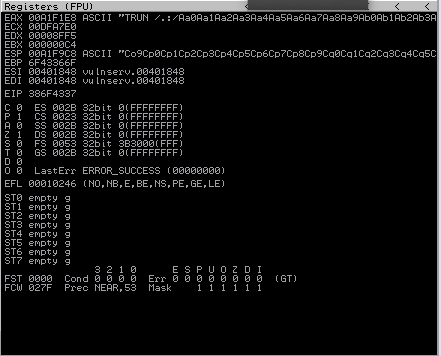 Registers (FPU) < < <
EAX 00A1F1E8 ASCII "TRUN /.:/Aa0Aa1Aa2Aa3Aa4Aa5Aa6Aa7Aa8Aa9Ab0Ab1Ab2Ab3A
ECX 00DFA7E0
EDX 00008FF5
EBX 000000C4
ESP 00A1F9C8 ASCII "Co9Cp0Cp1Cp2Cp3Cp4Cp5Cp6Cp7Cp8Cp9Cq0Cq1Cq2Cq3Cq4Cq5C
EBP 6F43366F
ESI 00401848 vulnserv.00401848
EDI 00401848 vulnserv.00401848
EIP 386F4337
C 0 ES 002B 32bit 0(FFFFFFFF)
P 1 CS 0023 32bit 0(FFFFFFFF)
A 0 SS 002B 32bit 0(FFFFFFFF)
Z 1 DS 002B 32bit 0(FFFFFFFF)
S 0 FS 0053 32bit 3B3000(FFF)
T 0 GS 002B 32bit 0(FFFFFFFF)
D 0
O 0 LastErr ERROR_SUCCESS (00000000)
EFL 00010246 (NO,NB,E,BE,NS,PE,GE,LE)
ST0 empty g
ST1 empty g
ST2 empty g
ST3 empty g
ST4 empty g
ST5 empty g
ST6 empty g
ST7 empty g
3 2 1 0 E S P U O Z D I
FST 0000 Cond 0 0 0 0 Err 0 0 0 0 0 0 0 0 (GT)
FCW 027F Prec NEAR,53 Mask 1 1 1 1 1 1